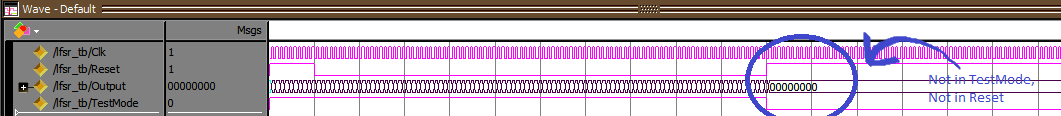 Wave - Default
Msgs
/lfsr_tb/Clk 1
/lfsr_tb/Reset 1
/lfsr_tb/Output 00000000 00000000
/lfsr_tb/TestMode 0
Not in TestMode,
Not in Reset